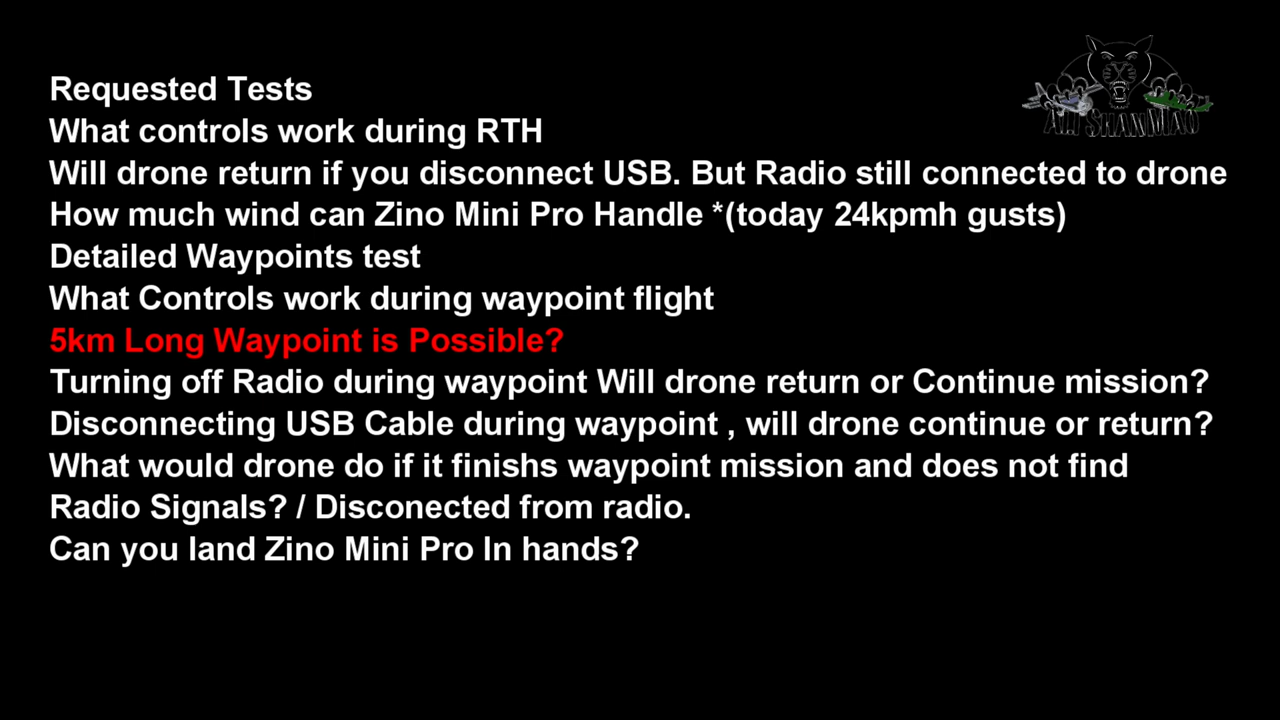 ALI SHANMAO
Requested Tests
What controls work during RTH
Will drone return if you disconnect USB. But Radio still connected to drone
How much wind can Zino Mini Pro Handle *(today 24kpmh gusts)
Detailed Waypoints test
What Controls work during waypoint flight
5km Long Waypoint is Possible?
Turning off Radio during waypoint Will drone return or Continue mission?
Disconnecting USB Cable during waypoint , will drone continue or return?
What would drone do if it finishs waypoint mission and does not find
Radio Signals? / Disconected from radio.
Can you land Zino Mini Pro In hands?